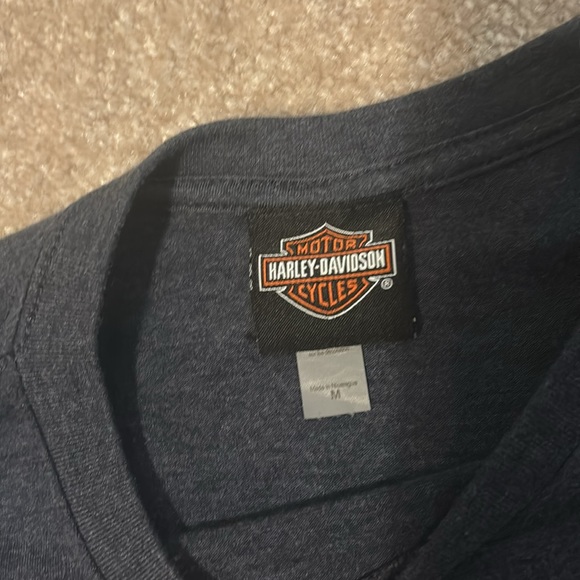 MOTOR
HARLEY-DAVIDSON
CYCLES
®
Made in Nicaragua
M